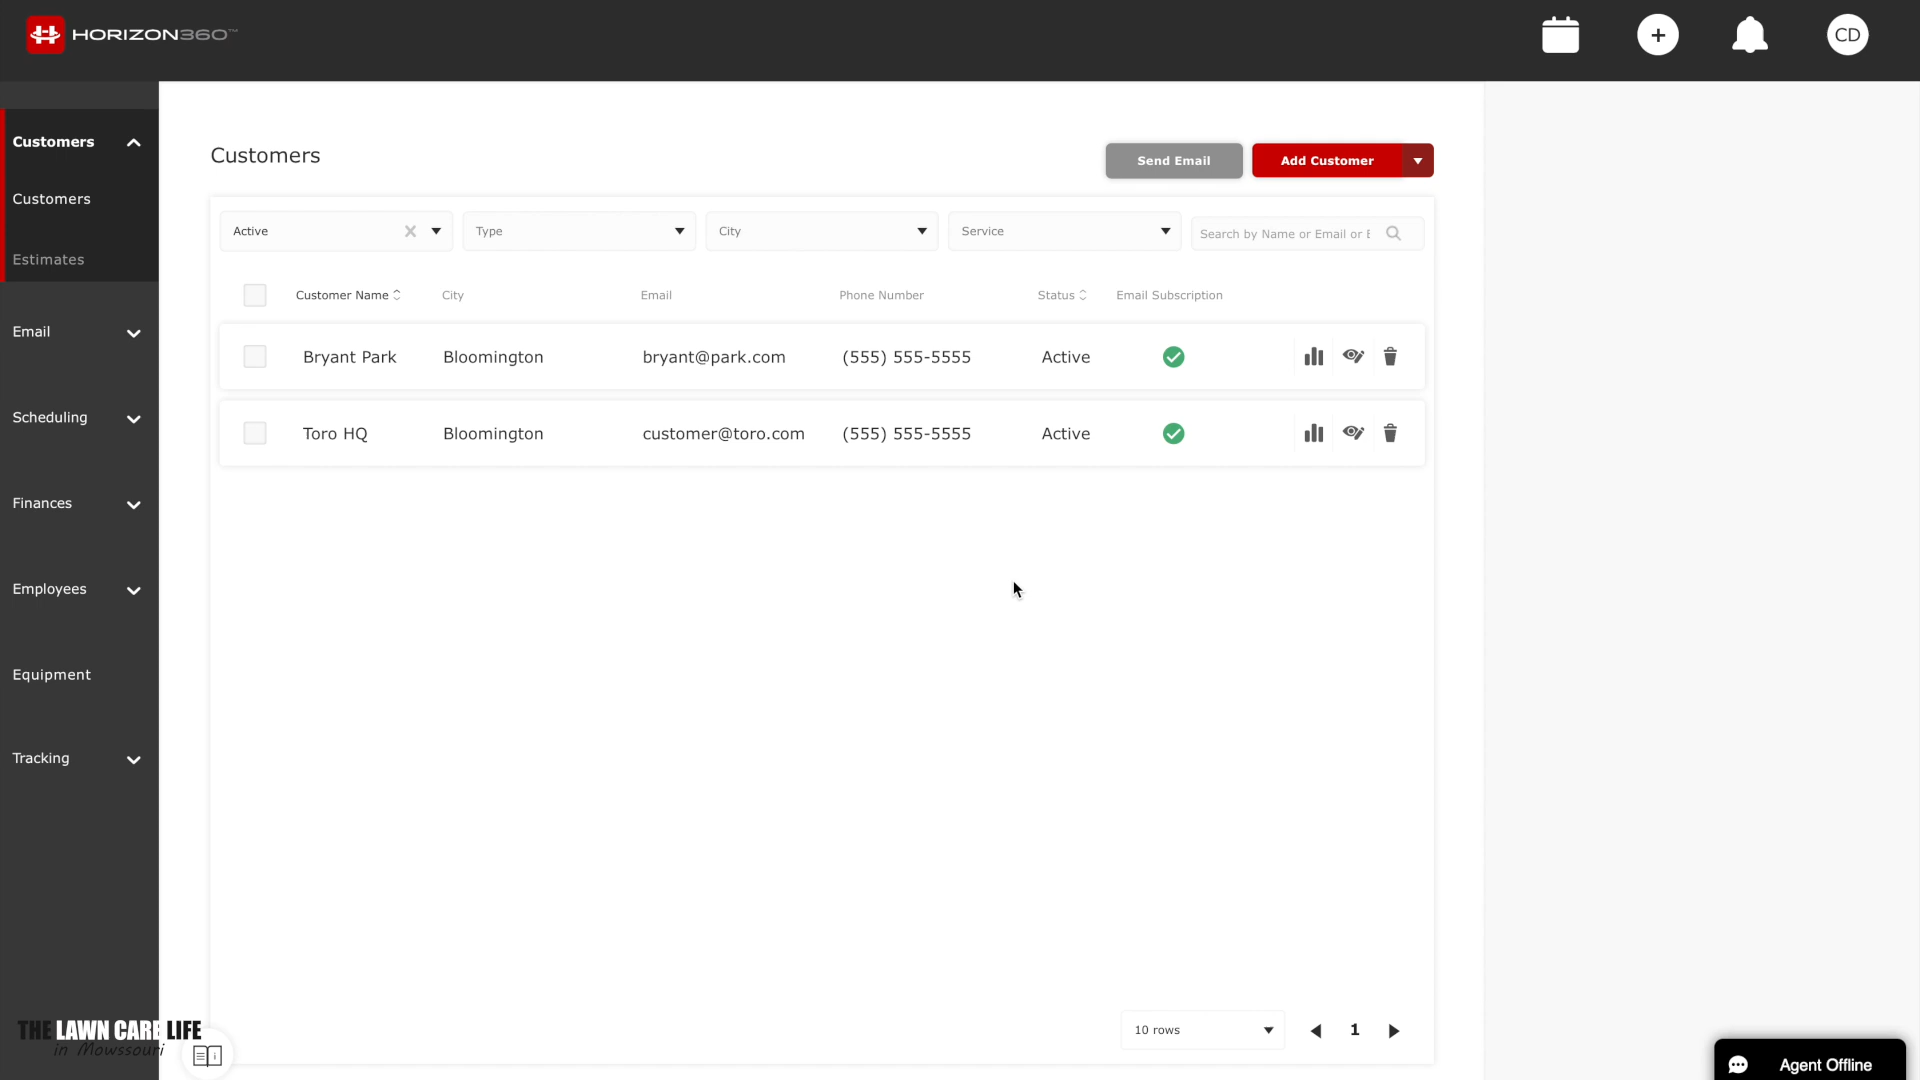 HORIZON360™
CD
Customers
Customers
Estimates
Email
Scheduling
Finances
Employees
Equipment
Tracking
Customers
Send Email
Add Customer
Active
Type
City
Service
Search by Name or Email or E
Customer Name
City
Email
Phone Number
Status
Email Subscription
Bryant Park
Bloomington
bryant@park.com
(555) 555-5555
Active
Toro HQ
Bloomington
customer@toro.com
(555) 555-5555
Active
10 rows
1
THE LAWN CARE LIFE
in Mowssouri
Agent Offline